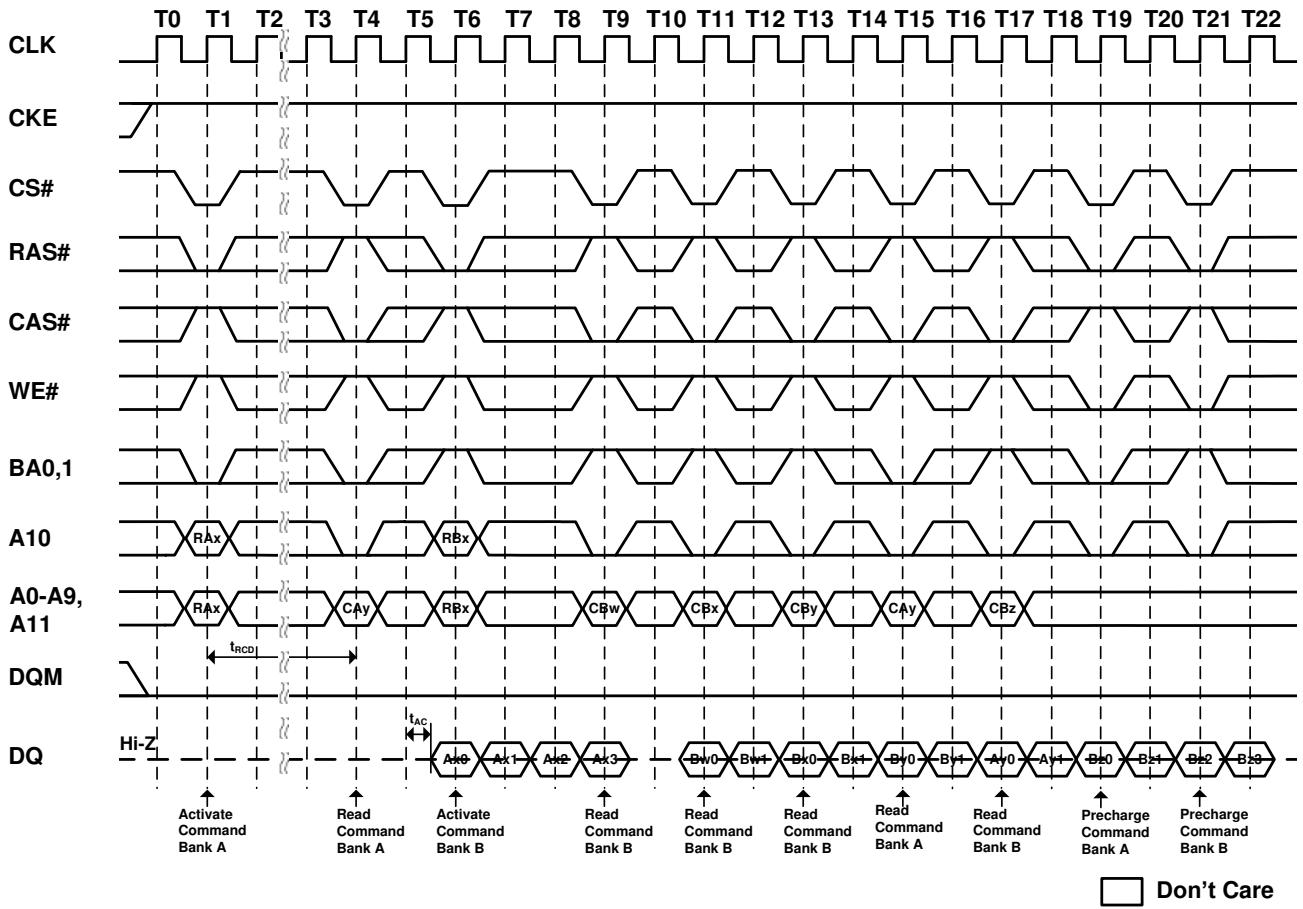 T0 T1 T2 T3 T4 T5 T6 T7 T8 T9 T10 T11 T12 T13 T14 T15 T16 T17 T18 T19 T20 T21 T22
CLK
CKE
CS#
RAS#
CAS#
WE#
BA0,1
A10
RAx RBx
A0-A9,
A11
RAx CAy RBx CBw CBx CBy CAy CBz
tRCD
DQM
tAC
DQ
Hi-Z
Ax0 Ax1 Ax2 Ax3 Bw0 Bw1 Bx0 Bx1 By0 By1 Ay0 Ay1 Bz0 Bz1 Bz2 Bz3
Activate
Command
Bank A
Read
Command
Bank A
Activate
Command
Bank B
Read
Command
Bank B
Read
Command
Bank B
Read
Command
Bank B
Read
Command
Bank A
Read
Command
Bank B
Precharge
Command
Bank A
Precharge
Command
Bank B
Don't Care